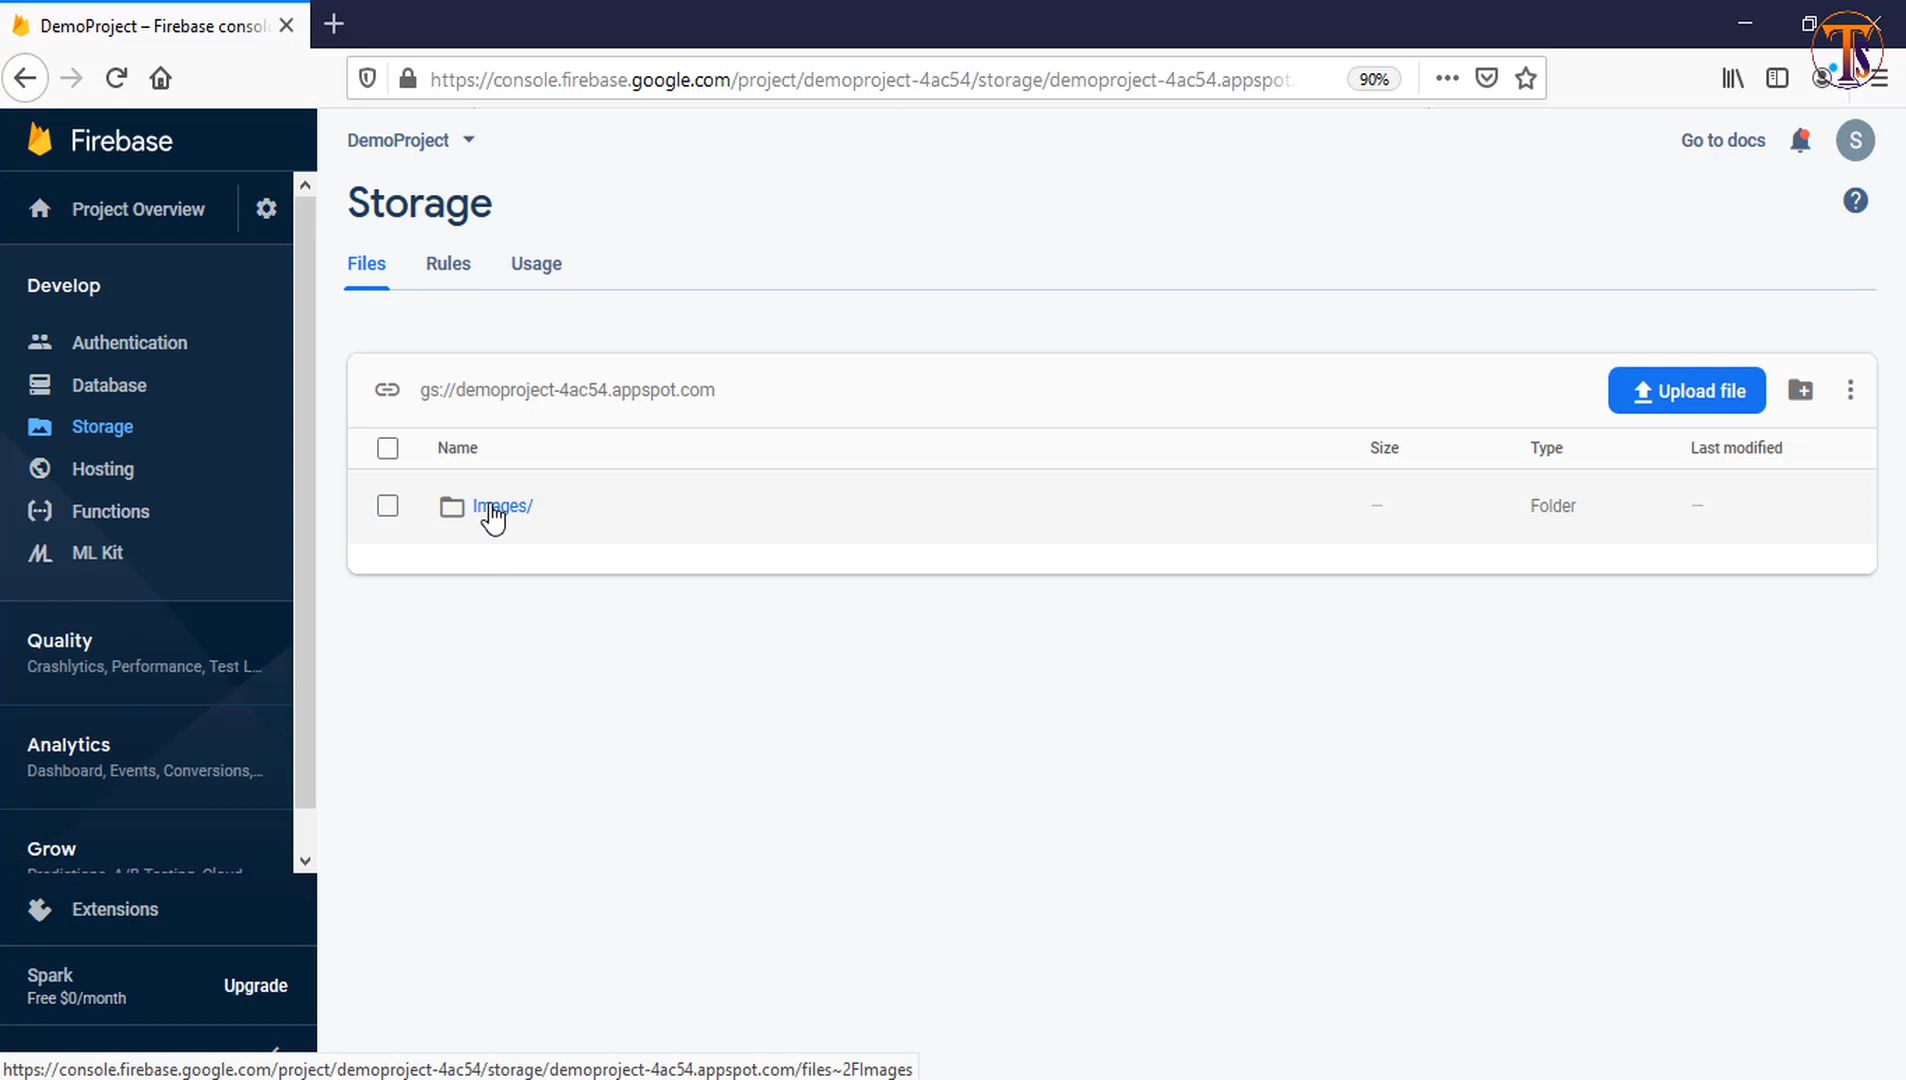 DemoProject – Firebase consol
https://console.firebase.google.com/project/demoproject-4ac54/storage/demoproject-4ac54.appspot.
90%
TS
Firebase
DemoProject
Go to docs
S
Project Overview
Storage
?
Files Rules Usage
Develop
Authentication
Database
Storage
Hosting
Functions
ML Kit
gs://demoproject-4ac54.appspot.com
Upload file
Name Size Type Last modified
Images/ – Folder –
Quality
Crashlytics, Performance, Test L...
Analytics
Dashboard, Events, Conversions,...
Grow
Predictions, A/B Testing, Cloud
Extensions
Spark
Free $0/month
Upgrade
https://console.firebase.google.com/project/demoproject-4ac54/storage/demoproject-4ac54.appspot.com/files~2FImages